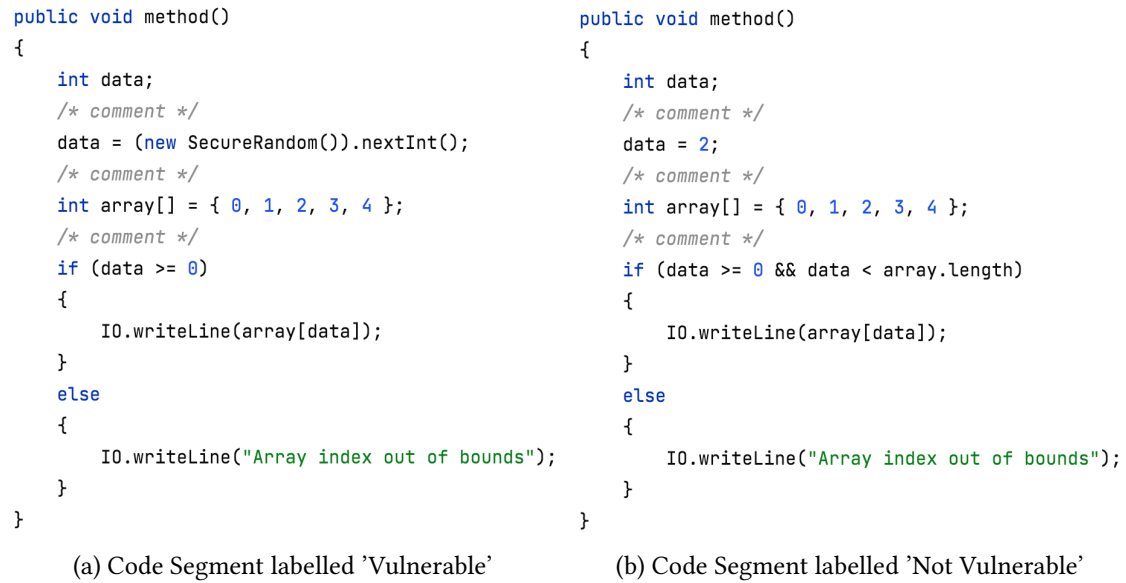 public void method()
{
    int data;
    /* comment */
    data = (new SecureRandom()).nextInt();
    /* comment */
    int array[] = { 0, 1, 2, 3, 4 };
    /* comment */
    if (data >= 0)
    {
        IO.writeLine(array[data]);
    }
    else
    {
        IO.writeLine("Array index out of bounds");
    }
}
(a) Code Segment labelled ’Vulnerable’
public void method()
{
    int data;
    /* comment */
    data = 2;
    /* comment */
    int array[] = { 0, 1, 2, 3, 4 };
    /* comment */
    if (data >= 0 && data < array.length)
    {
        IO.writeLine(array[data]);
    }
    else
    {
        IO.writeLine("Array index out of bounds");
    }
}
(b) Code Segment labelled ’Not Vulnerable’